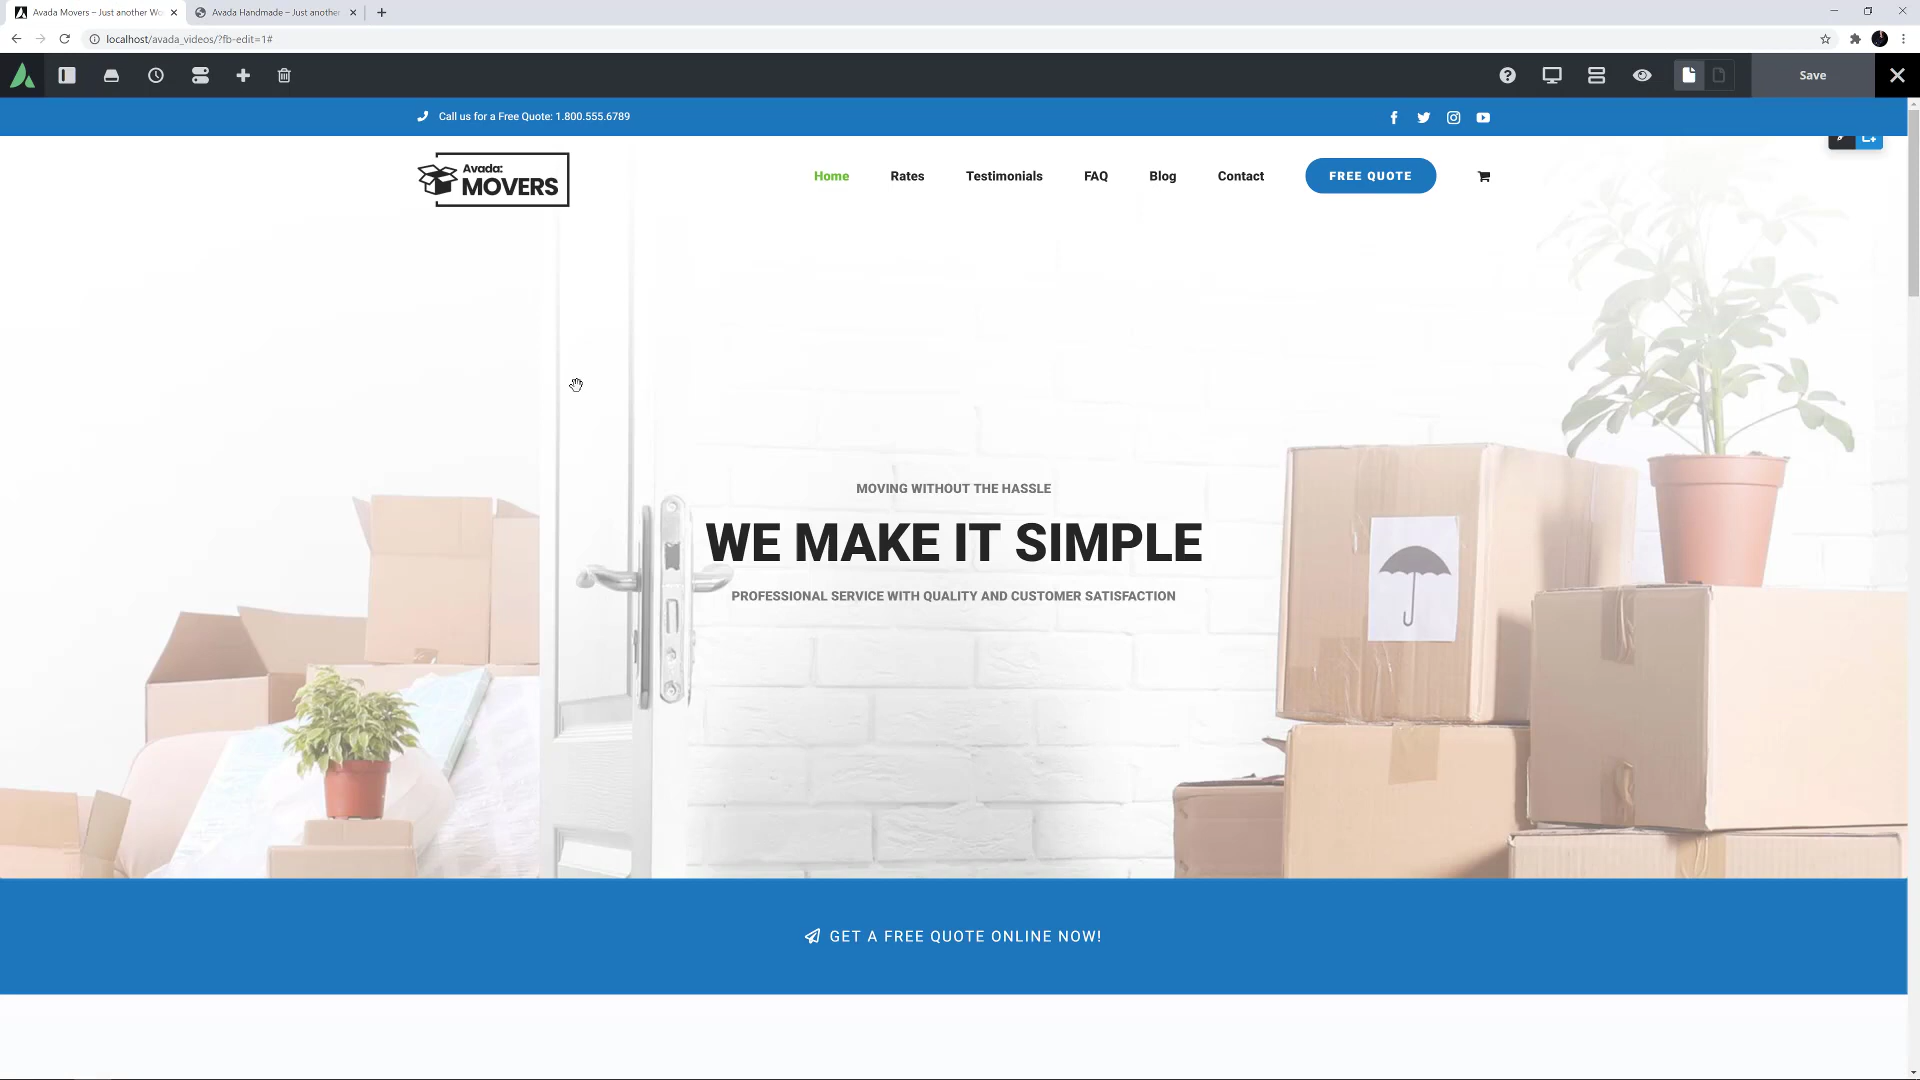 Avada Movers – Just another Wo
Avada Handmade – Just another
localhost/avada_videos/?fb-edit=1#
Save
Call us for a Free Quote: 1.800.555.6789
Avada:
MOVERS
Home
Rates
Testimonials
FAQ
Blog
Contact
FREE QUOTE
MOVING WITHOUT THE HASSLE
WE MAKE IT SIMPLE
PROFESSIONAL SERVICE WITH QUALITY AND CUSTOMER SATISFACTION
GET A FREE QUOTE ONLINE NOW!